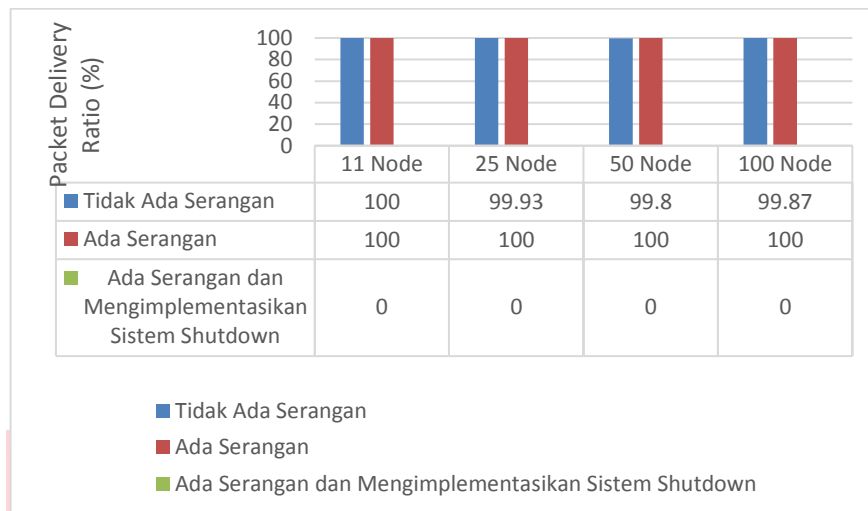 Packet Delivery
Ratio (%)
100
80
60
40
20
0
11 Node 25 Node 50 Node 100 Node
Tidak Ada Serangan 100 99.93 99.8 99.87
Ada Serangan 100 100 100 100
Ada Serangan dan
Mengimplementasikan 0 0 0 0
Sistem Shutdown
Tidak Ada Serangan
Ada Serangan
Ada Serangan dan Mengimplementasikan Sistem Shutdown